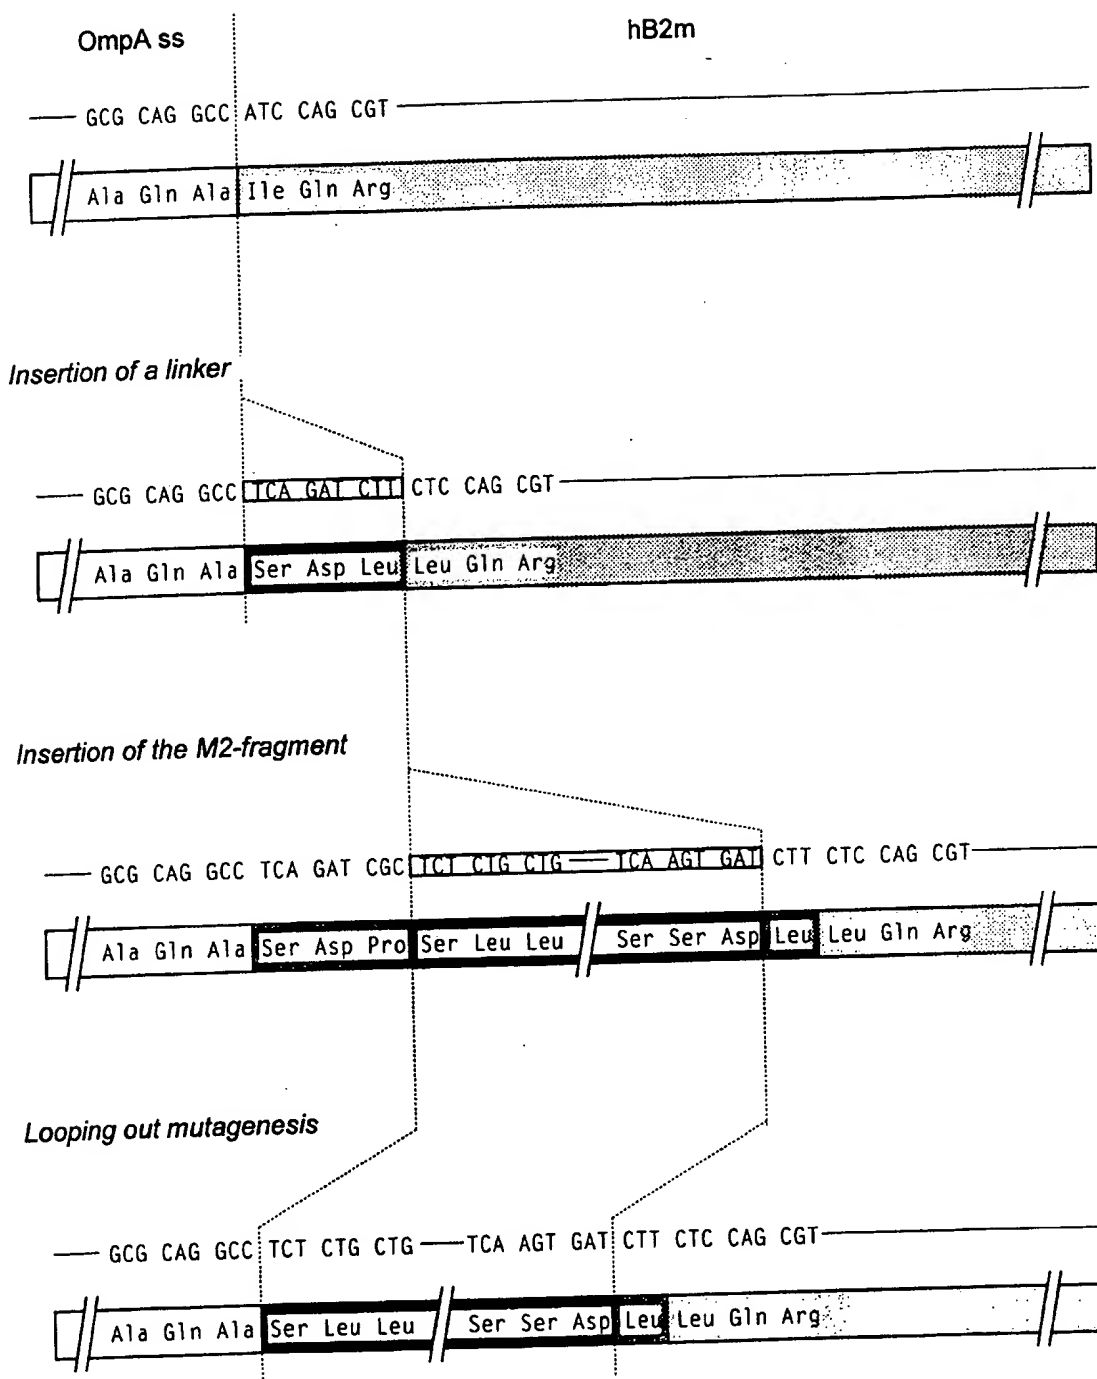 OmpA ss hB2m
GCG CAG GCC ATC CAG CGT
Ala Gln Ala Ile Gln Arg
Insertion of a linker
GCG CAG GCC TCA GAT CTT CTC CAG CGT
Ala Gln Ala Ser Asp Leu Leu Gln Arg
Insertion of the M2-fragment
GCG CAG GCC TCA GAT CGC TCT CTG CTG TCA AGT GAT CTT CTC CAG CGT
Ala Gln Ala Ser Asp Pro Ser Leu Leu Ser Ser Asp Leu Leu Gln Arg
Looping out mutagenesis
GCG CAG GCC TCT CTG CTG TCA AGT GAT CTT CTC CAG CGT
Ala Gln Ala Ser Leu Leu Ser Ser Asp Leu Leu Gln Arg